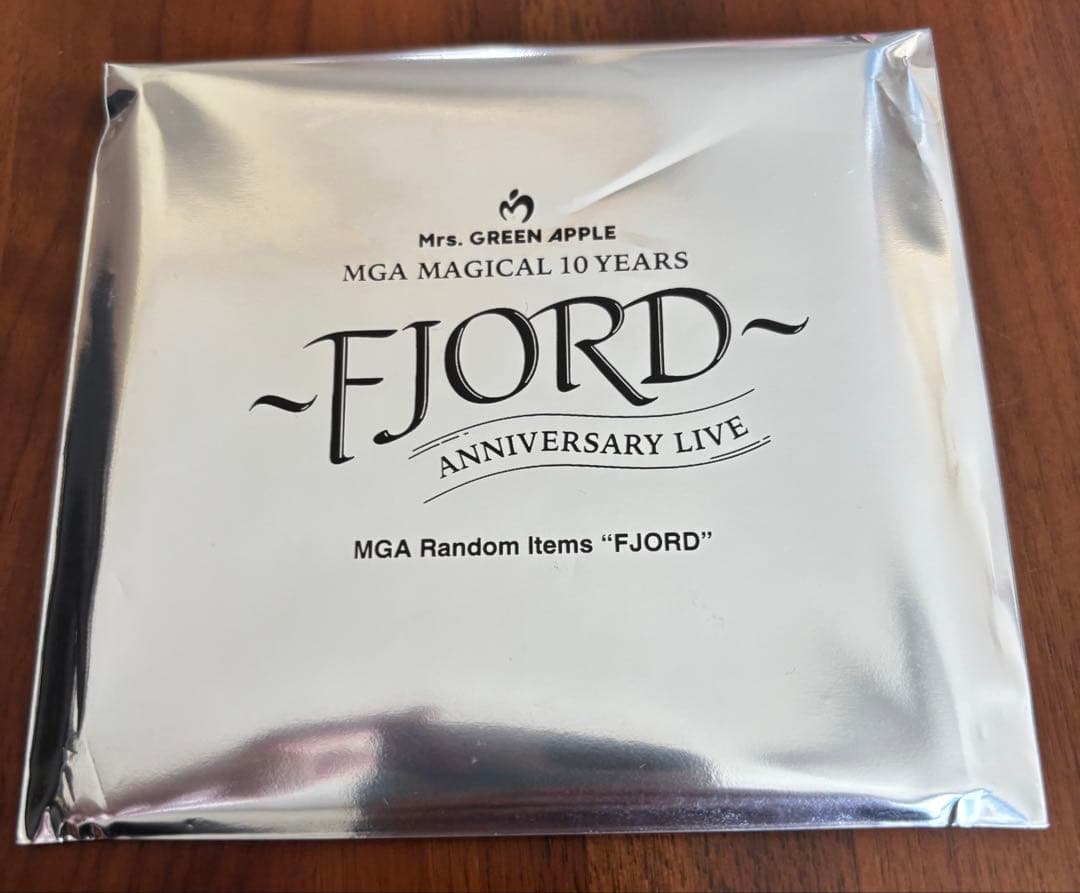 Mrs. GREEN APPLE
MGA MAGICAL 10 YEARS
~FJORD~
ANNIVERSARY LIVE
MGA Random Items “FJORD”